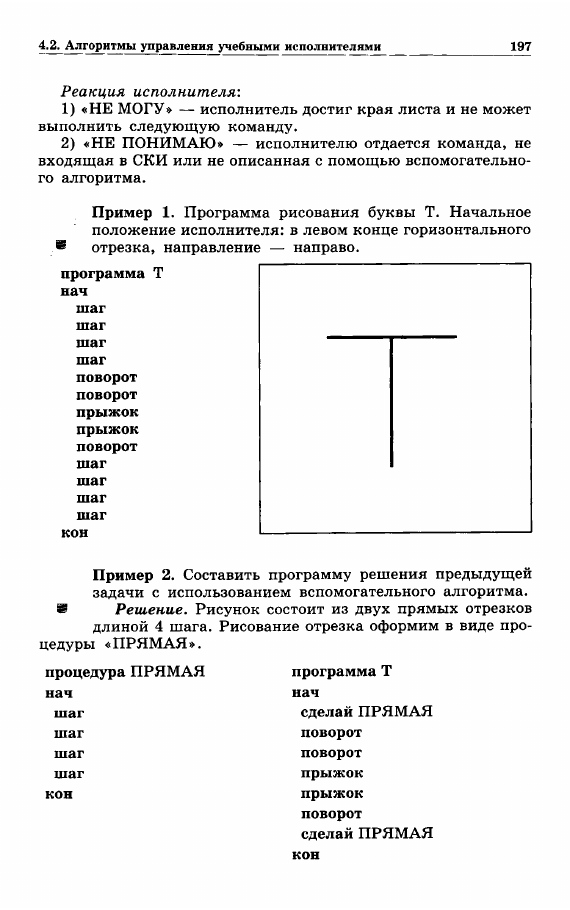 4.2. Алгоритмы управления учебными исполнителями 197
Реакция исполнителя:
1) «НЕ МОГУ» — исполнитель достиг края листа и не может
выполнить следующую команду.
2) «НЕ ПОНИМАЮ» — исполнителю отдается команда, не
входящая в СКИ или не описанная с помощью вспомогательно-
го алгоритма.
Пример 1. Программа рисования буквы Т. Начальное
положение исполнителя: в левом конце горизонтального
отрезка, направление — направо.
программа Т
нач
шаг
шаг
шаг
шаг
поворот
поворот
прыжок
прыжок
поворот
шаг
шаг
шаг
шаг
кон
Пример 2. Составить программу решения предыдущей
задачи с использованием вспомогательного алгоритма.
Решение. Рисунок состоит из двух прямых отрезков
длиной 4 шага. Рисование отрезка оформим в виде про-
цедуры «ПРЯМАЯ».
процедура ПРЯМАЯ
нач
шаг
шаг
шаг
шаг
кон
программа Т
нач
сделай ПРЯМАЯ
поворот
поворот
прыжок
прыжок
поворот
сделай ПРЯМАЯ
кон